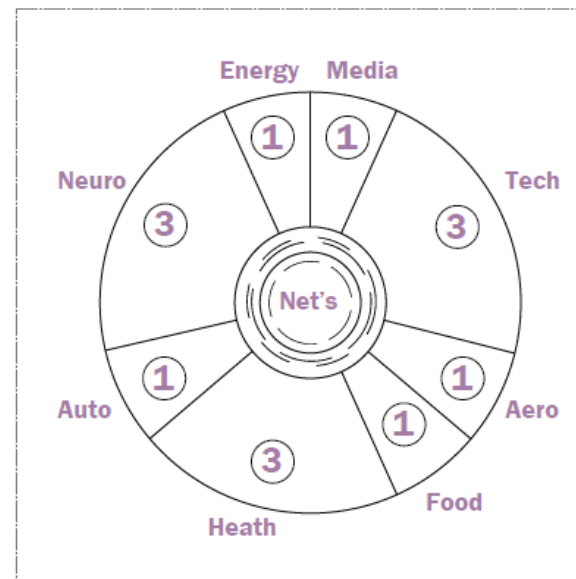 Energy Media
1 1
Neuro Tech
3 3
Net's
1 1
Auto Aero
1
3
Food
Heath